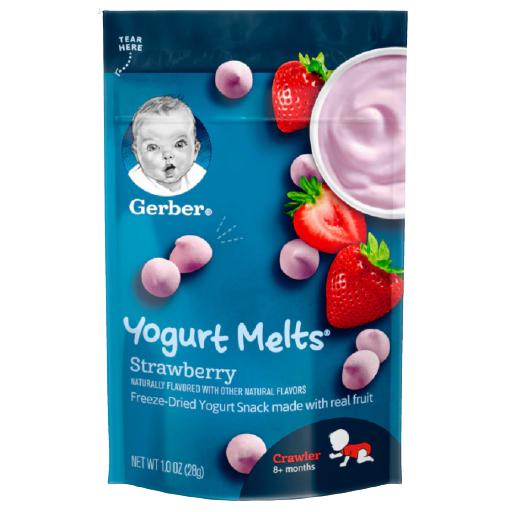 TEAR
HERE
Gerber®
Yogurt Melts®
Strawberry
NATURALLY FLAVORED WITH OTHER NATURAL FLAVORS
Freeze-Dried Yogurt Snack made with real fruit
NET WT 1.0 OZ (28g)
Crawler
8+ months